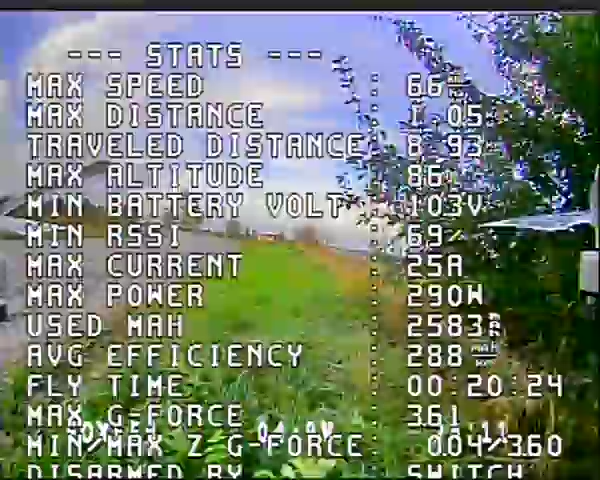 --- STATS ---
MAX SPEED : 66
MAX DISTANCE : 1.05
TRAVELED DISTANCE: 8.93
MAX ALTITUDE : 86
MIN BATTERY VOLT : 10.3V
MIN RSSI : 69%
MAX CURRENT : 25A
MAX POWER : 290W
USED MAH : 2583
AVG EFFICIENCY : 288
FLY TIME : 00:20:24
MAX G-FORCE : 3.61
MIN/MAX Z G-FORCE: 0.04/3.60
DISARMED BY : SWITCH